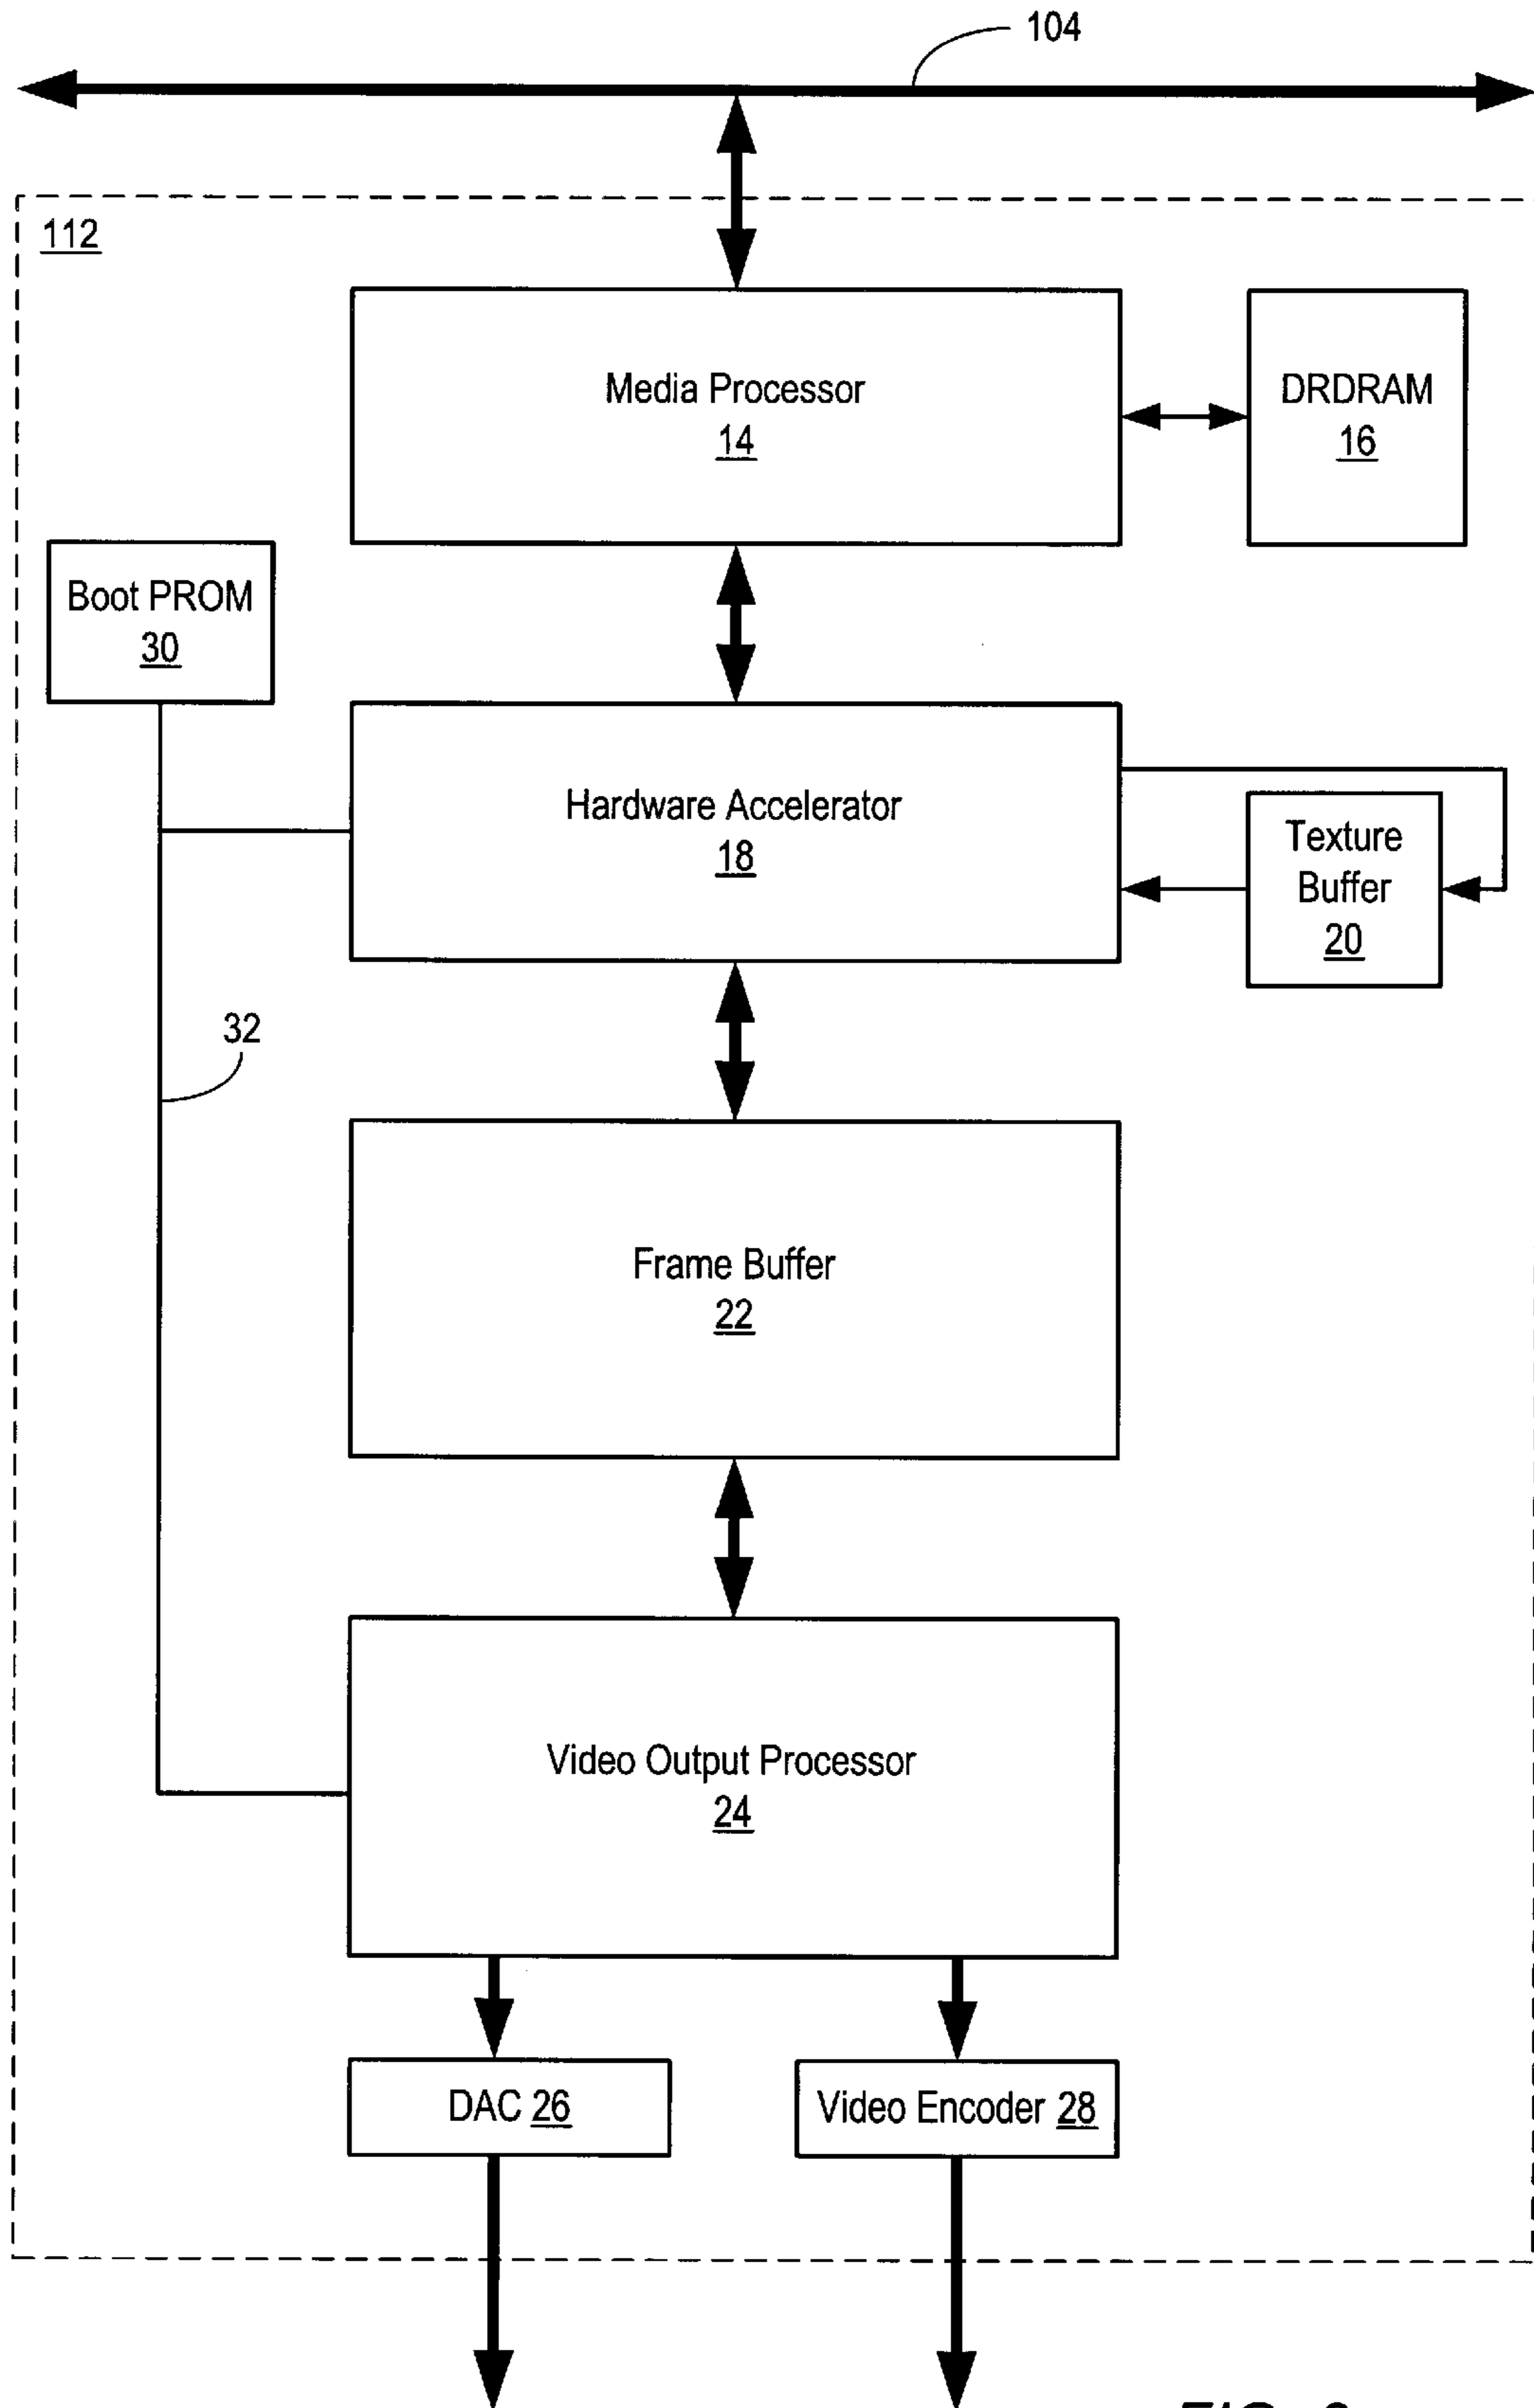 104
112
Media Processor
14
DRDRAM
16
Boot PROM
30
Hardware Accelerator
18
Texture
Buffer
20
32
Frame Buffer
22
Video Output Processor
24
DAC 26
Video Encoder 28